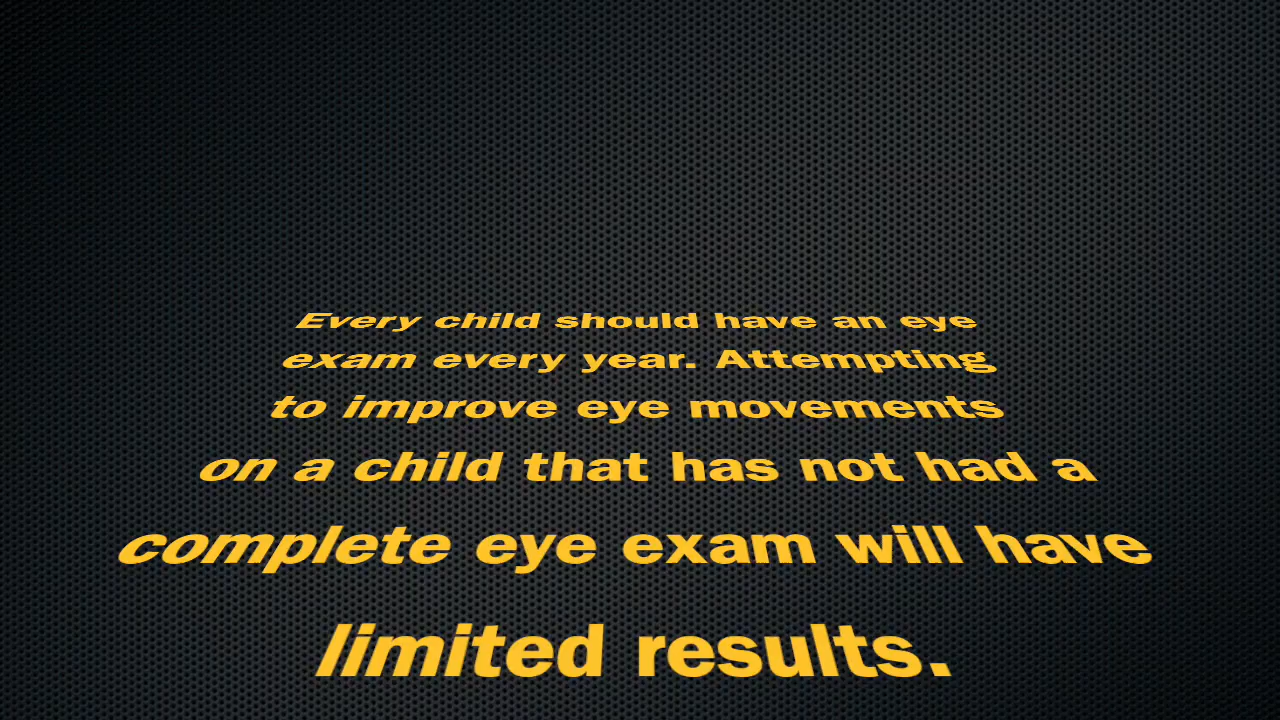 Every child should have an eye
exam every year. Attempting
to improve eye movements
on a child that has not had a
complete eye exam will have
limited results.